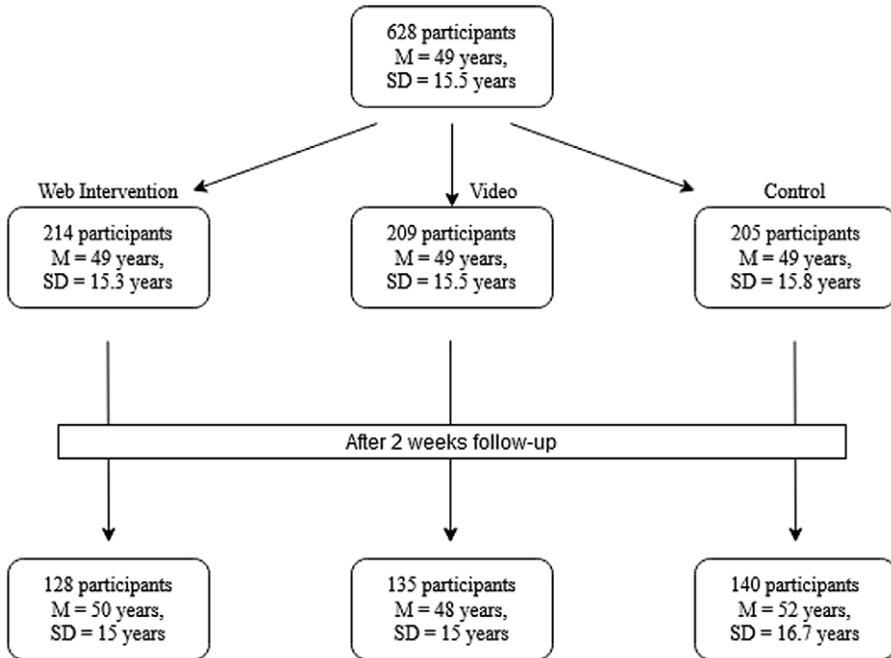 628 participants
M = 49 years,
SD = 15.5 years
Web Intervention
Video
Control
214 participants
M = 49 years,
SD = 15.3 years
209 participants
M = 49 years,
SD = 15.5 years
205 participants
M = 49 years,
SD = 15.8 years
After 2 weeks follow-up
128 participants
M = 50 years,
SD = 15 years
135 participants
M = 48 years,
SD = 15 years
140 participants
M = 52 years,
SD = 16.7 years